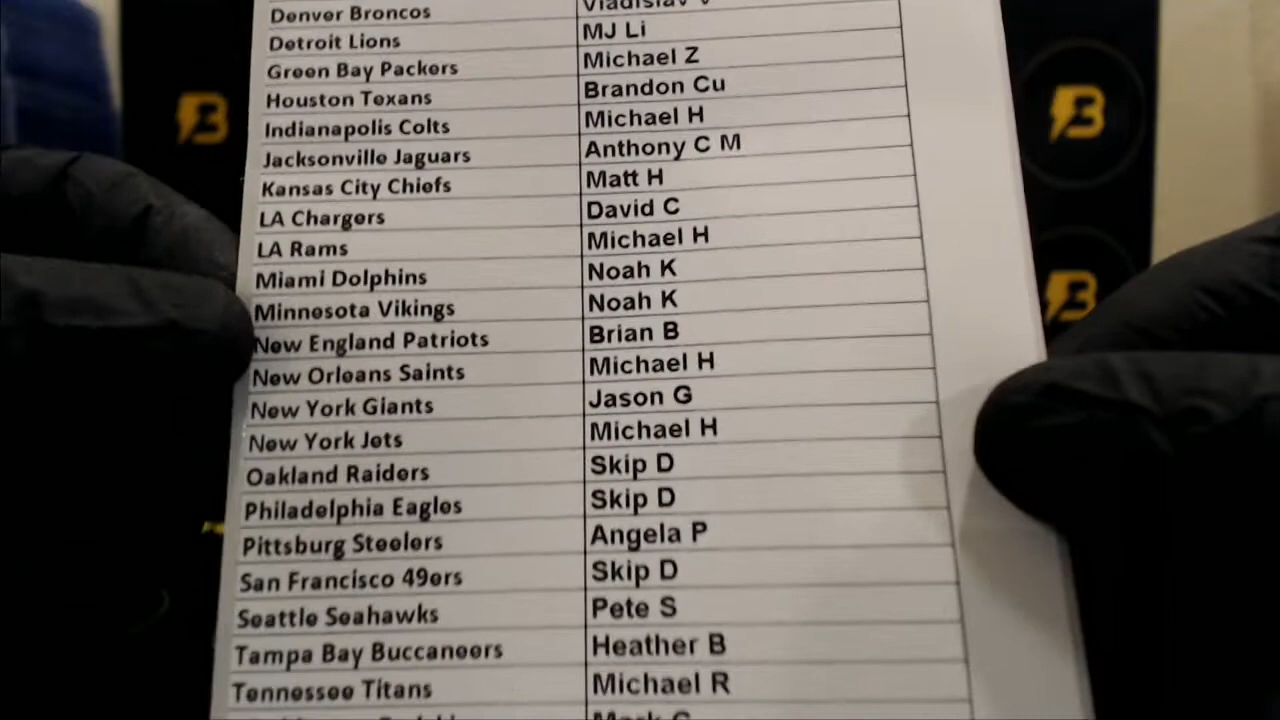 Denver Broncos Vladislav V
Detroit Lions MJ Li
Green Bay Packers Michael Z
Houston Texans Brandon Cu
Indianapolis Colts Michael H
Jacksonville Jaguars Anthony C M
Kansas City Chiefs Matt H
LA Chargers David C
LA Rams Michael H
Miami Dolphins Noah K
Minnesota Vikings Noah K
New England Patriots Brian B
New Orleans Saints Michael H
New York Giants Jason G
New York Jets Michael H
Oakland Raiders Skip D
Philadelphia Eagles Skip D
Pittsburg Steelers Angela P
San Francisco 49ers Skip D
Seattle Seahawks Pete S
Tampa Bay Buccaneers Heather B
Tennessee Titans Michael R